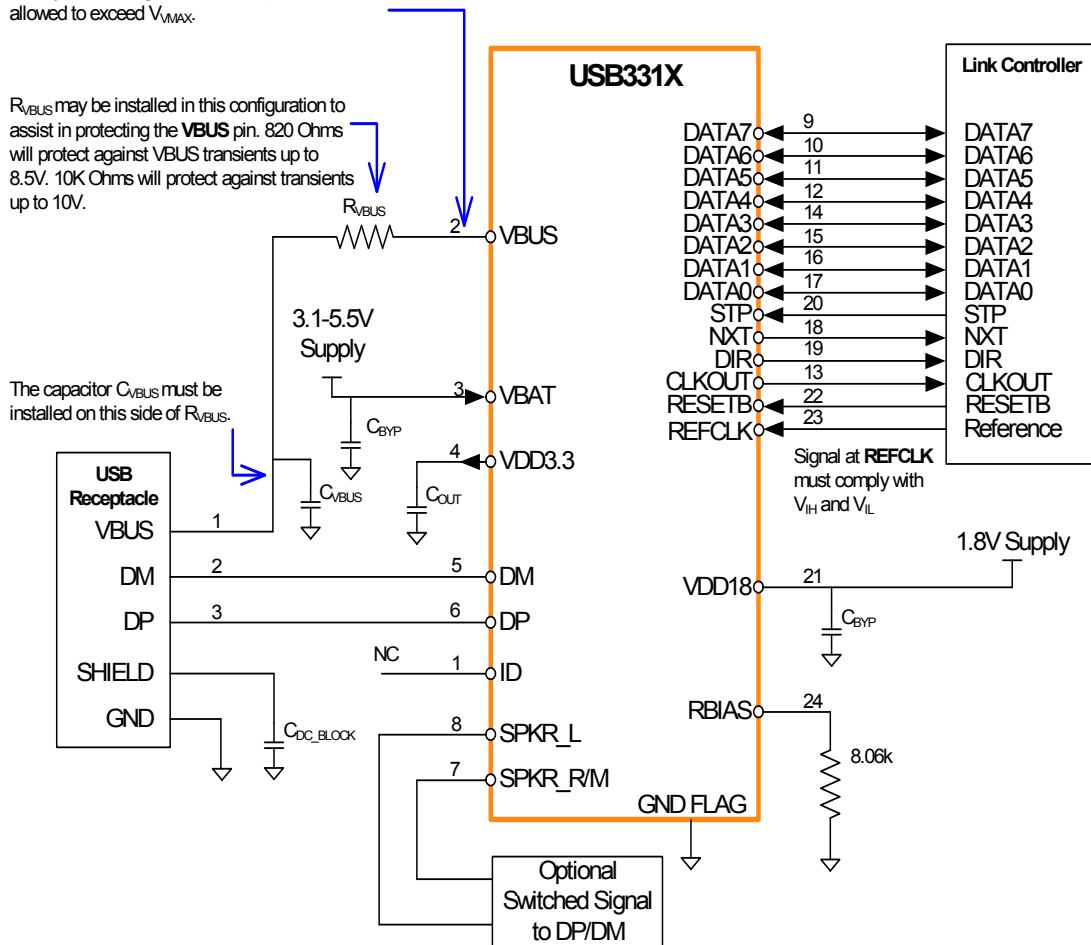 allowed to exceed VVMAX.
RVBUS may be installed in this configuration to
assist in protecting the VBUS pin. 820 Ohms
will protect against VBUS transients up to
8.5V. 10K Ohms will protect against transients
up to 10V.
RVBUS
2
VBUS
3.1-5.5V
Supply
3
VBAT
CBYP
4
VDD3.3
COUT
The capacitor CVBUS must be
installed on this side of RVBUS.
CVBUS
USB
Receptacle
VBUS
1
DM
2
5
DM
DP
3
6
DP
SHIELD
NC
1
ID
GND
CDC_BLOCK
8
SPKR_L
7
SPKR_R/M
GND FLAG
Optional
Switched Signal
to DP/DM
USB331X
Link Controller
DATA7
9
DATA7
DATA6
10
DATA6
DATA5
11
DATA5
DATA4
12
DATA4
DATA3
14
DATA3
DATA2
15
DATA2
DATA1
16
DATA1
DATA0
17
DATA0
STP
20
STP
NXT
18
NXT
DIR
19
DIR
CLKOUT
13
CLKOUT
RESETB
22
RESETB
REFCLK
23
Reference
Signal at REFCLK
must comply with
VIH and VIL
1.8V Supply
VDD18
21
CBYP
RBIAS
24
8.06k